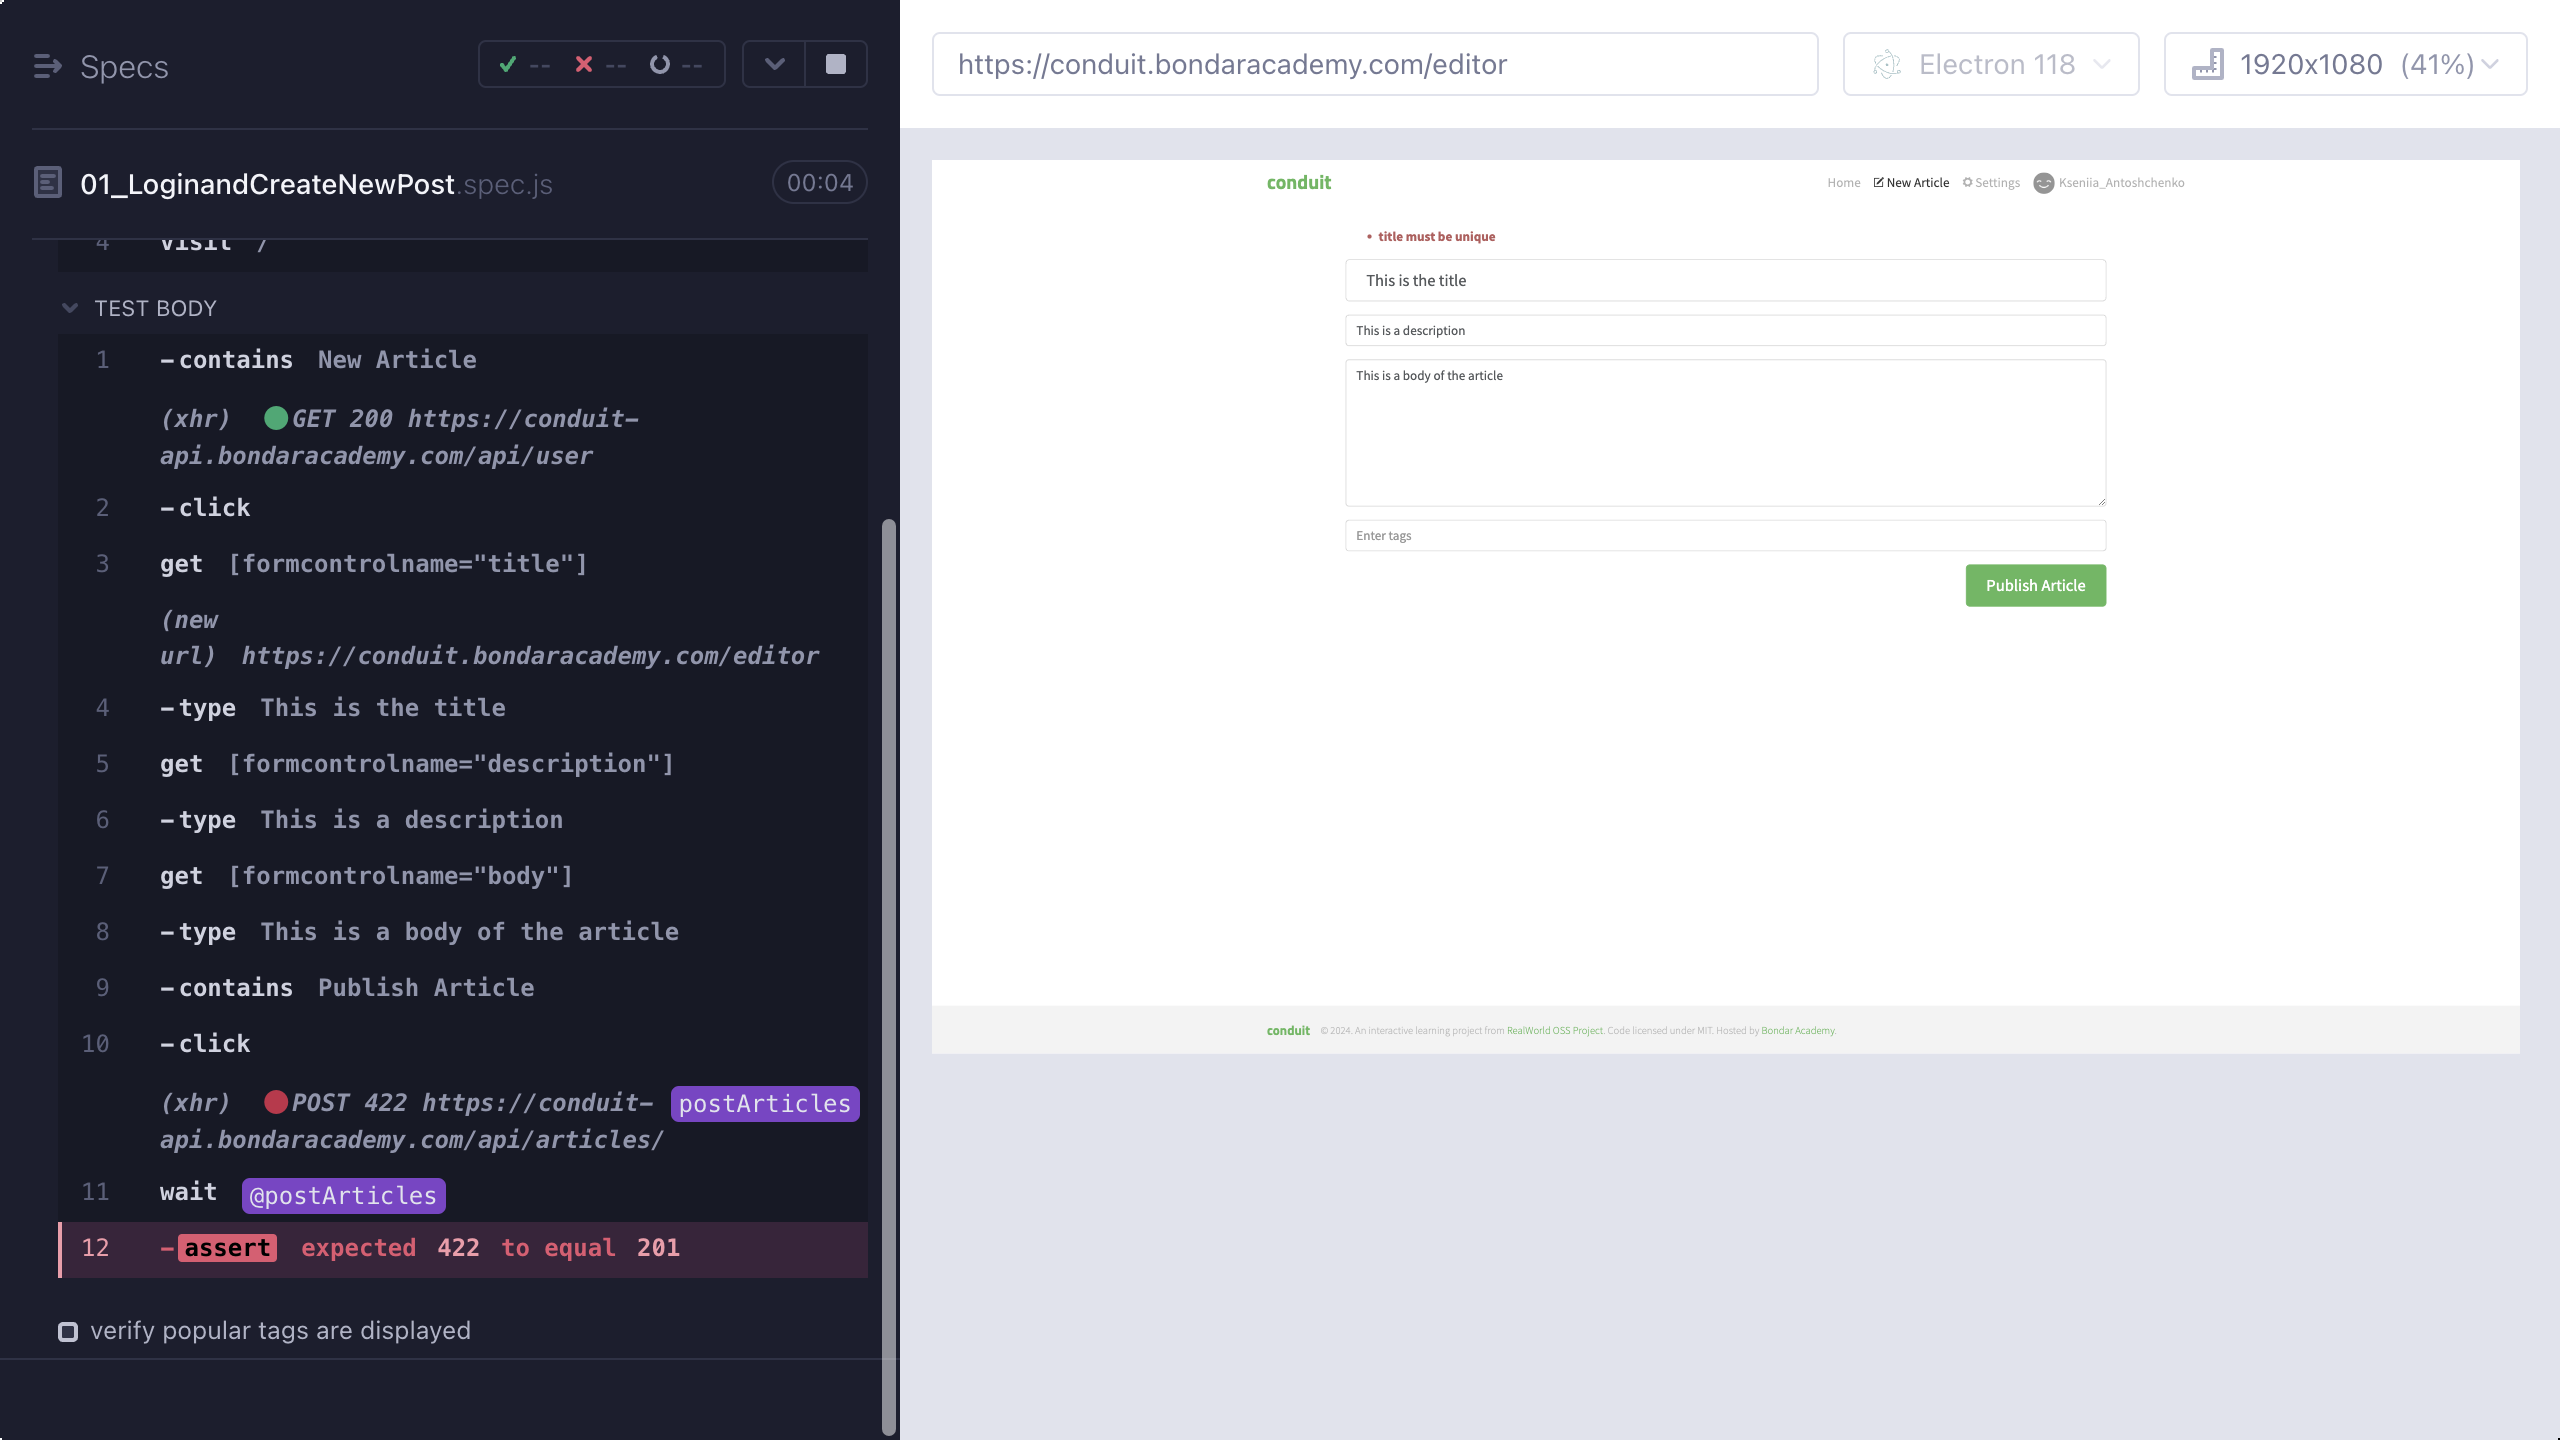 Specs
-- -- --
01_LoginandCreateNewPost.spec.js 00:04
4 visit /
TEST BODY
1 -contains New Article
(xhr) GET 200 https://conduit-
api.bondaracademy.com/api/user
2 -click
3 get [formcontrolname="title"]
(new
url) https://conduit.bondaracademy.com/editor
4 -type This is the title
5 get [formcontrolname="description"]
6 -type This is a description
7 get [formcontrolname="body"]
8 -type This is a body of the article
9 -contains Publish Article
10 -click
(xhr) POST 422 https://conduit- postArticles
api.bondaracademy.com/api/articles/
11 wait @postArticles
12 -assert expected 422 to equal 201
verify popular tags are displayed
https://conduit.bondaracademy.com/editor
Electron 118
1920x1080 (41%)
conduit
Home New Article Settings Kseniia_Antoshchenko
• title must be unique
This is the title
This is a description
This is a body of the article
Enter tags
Publish Article
conduit © 2024. An interactive learning project from RealWorld OSS Project. Code licensed under MIT. Hosted by Bondar Academy.